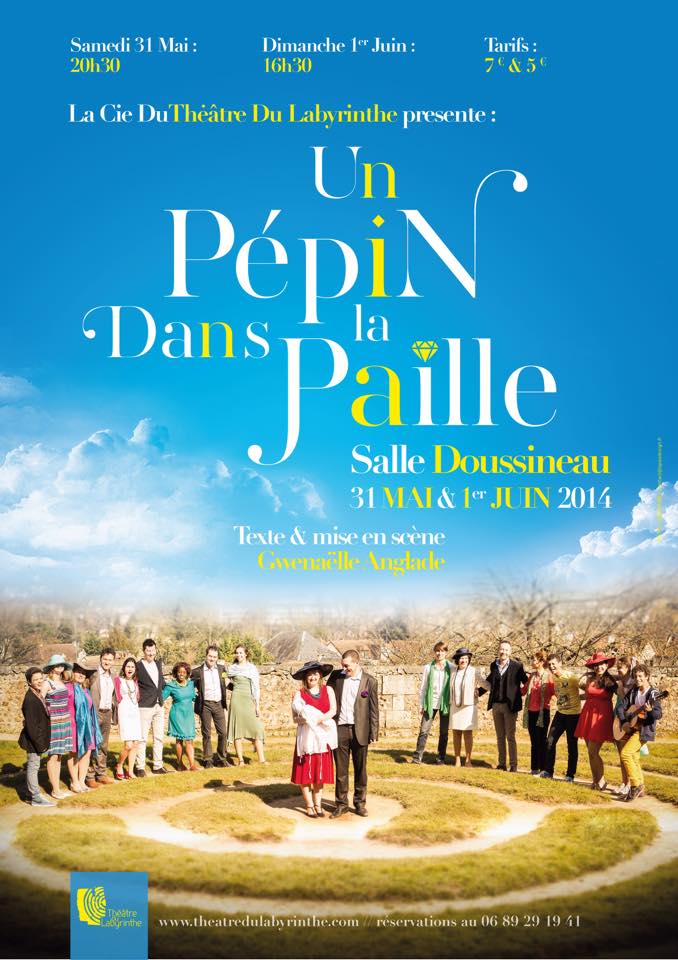 Samedi 31 Mai :
20h30
Dimanche 1er Juin :
16h30
Tarifs :
7 € & 5 €
La Cie DuThéâtre Du Labyrinthe presente :
Un
PépiN
Dans la
Paille
Salle Doussineau
31 MAI & 1er JUIN 2014
Texte & mise en scène
Gwenaëlle Anglade
Théâtre
du
Labyrinthe
www.theatredulabyrinthe.com // réservations au 06 89 29 19 41